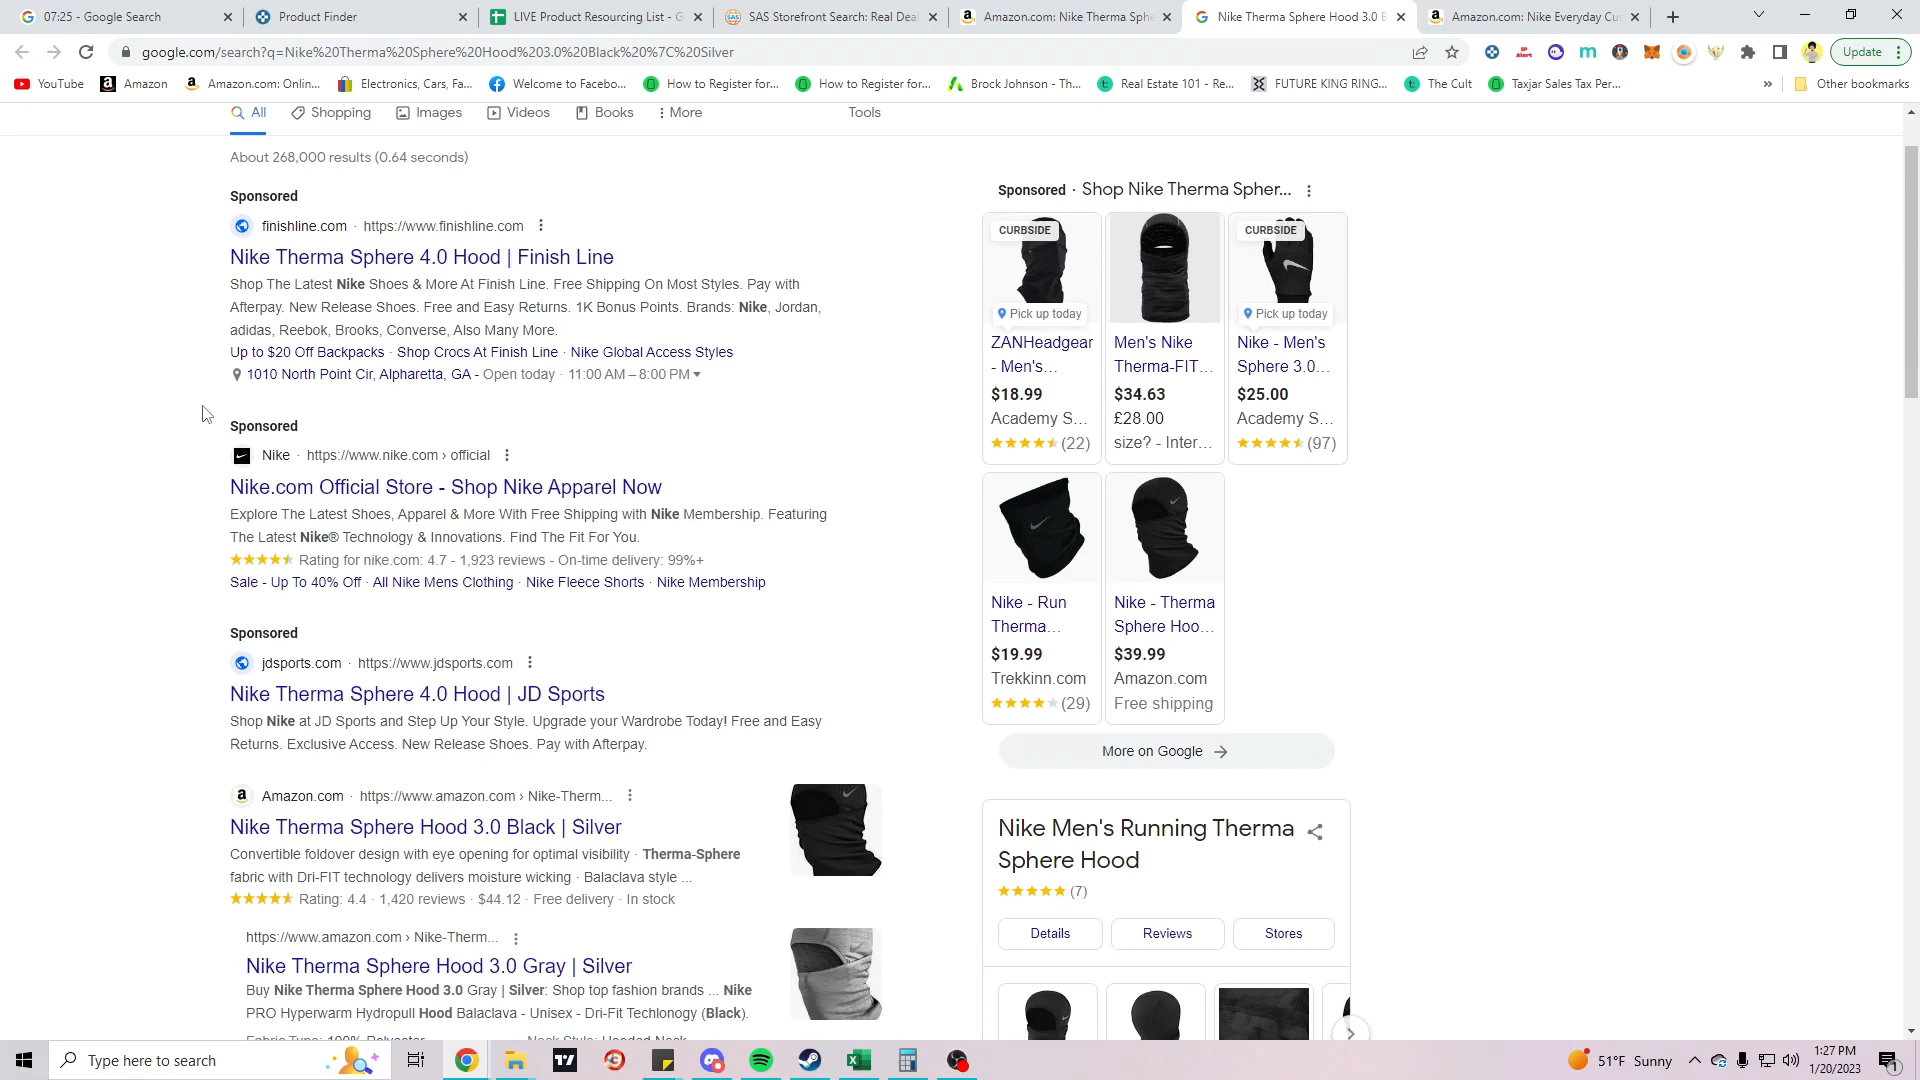 07:25 - Google Search
Product Finder
LIVE Product Resourcing List - G
SAS Storefront Search: Real Deal
Amazon.com: Nike Therma Sphe
Nike Therma Sphere Hood 3.0 B
Amazon.com: Nike Everyday Cu
google.com/search?q=Nike%20Therma%20Sphere%20Hood%203.0%20Black%20%7C%20Silver
Update
YouTube
Amazon
Amazon.com: Onlin...
Electronics, Cars, Fa...
Welcome to Facebo...
How to Register for...
How to Register for...
Brock Johnson - Th...
Real Estate 101 - Re...
FUTURE KING RING...
The Cult
Taxjar Sales Tax Per...
Other bookmarks
All
Shopping
Images
Videos
Books
More
Tools
About 268,000 results (0.64 seconds)
Sponsored
finishline.com · https://www.finishline.com
Nike Therma Sphere 4.0 Hood | Finish Line
Shop The Latest Nike Shoes & More At Finish Line. Free Shipping On Most Styles. Pay with
Afterpay. New Release Shoes. Free and Easy Returns. 1K Bonus Points. Brands: Nike, Jordan,
adidas, Reebok, Brooks, Converse, Also Many More.
Up to $20 Off Backpacks · Shop Crocs At Finish Line · Nike Global Access Styles
1010 North Point Cir, Alpharetta, GA - Open today · 11:00 AM – 8:00 PM
Sponsored
Nike · https://www.nike.com › official
Nike.com Official Store - Shop Nike Apparel Now
Explore The Latest Shoes, Apparel & More With Free Shipping with Nike Membership. Featuring
The Latest Nike® Technology & Innovations. Find The Fit For You.
Rating for nike.com: 4.7 - 1,923 reviews - On-time delivery: 99%+
Sale - Up To 40% Off · All Nike Mens Clothing · Nike Fleece Shorts · Nike Membership
Sponsored
jdsports.com · https://www.jdsports.com
Nike Therma Sphere 4.0 Hood | JD Sports
Shop Nike at JD Sports and Step Up Your Style. Upgrade your Wardrobe Today! Free and Easy
Returns. Exclusive Access. New Release Shoes. Pay with Afterpay.
Amazon.com · https://www.amazon.com › Nike-Therm...
Nike Therma Sphere Hood 3.0 Black | Silver
Convertible foldover design with eye opening for optimal visibility · Therma-Sphere
fabric with Dri-FIT technology delivers moisture wicking · Balaclava style ...
Rating: 4.4 · 1,420 reviews · $44.12 · Free delivery · In stock
https://www.amazon.com › Nike-Therm...
Nike Therma Sphere Hood 3.0 Gray | Silver
Buy Nike Therma Sphere Hood 3.0 Gray | Silver: Shop top fashion brands ... Nike
PRO Hyperwarm Hydropull Hood Balaclava - Unisex - Dri-Fit Techlonogy (Black).
Sponsored · Shop Nike Therma Spher...
CURBSIDE
Pick up today
ZANHeadgear
- Men's...
$18.99
Academy S...
(22)
Men's Nike
Therma-FIT...
$34.63
£28.00
size? - Inter...
CURBSIDE
Pick up today
Nike - Men's
Sphere 3.0...
$25.00
Academy S...
(97)
Nike - Run
Therma...
$19.99
Trekkinn.com
(29)
Nike - Therma
Sphere Hoo...
$39.99
Amazon.com
Free shipping
More on Google
Nike Men's Running Therma
Sphere Hood
(7)
Details
Reviews
Stores
Type here to search
51°F Sunny
1:27 PM
1/20/2023
1